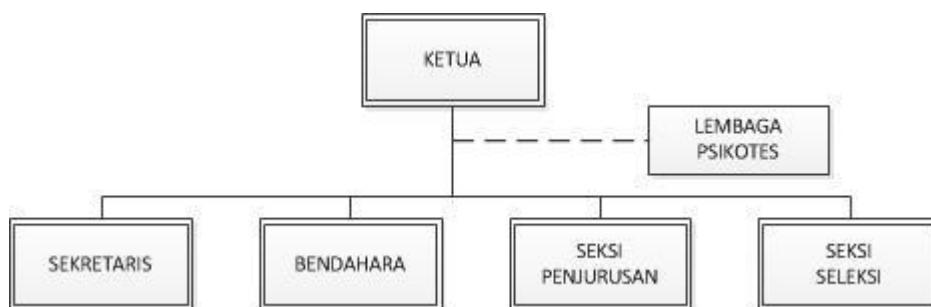 KETUA
LEMBAGA
PSIKOTES
SEKRETARIS
BENDAHARA
SEKSI
PENJURUSAN
SEKSI
SELEKSI